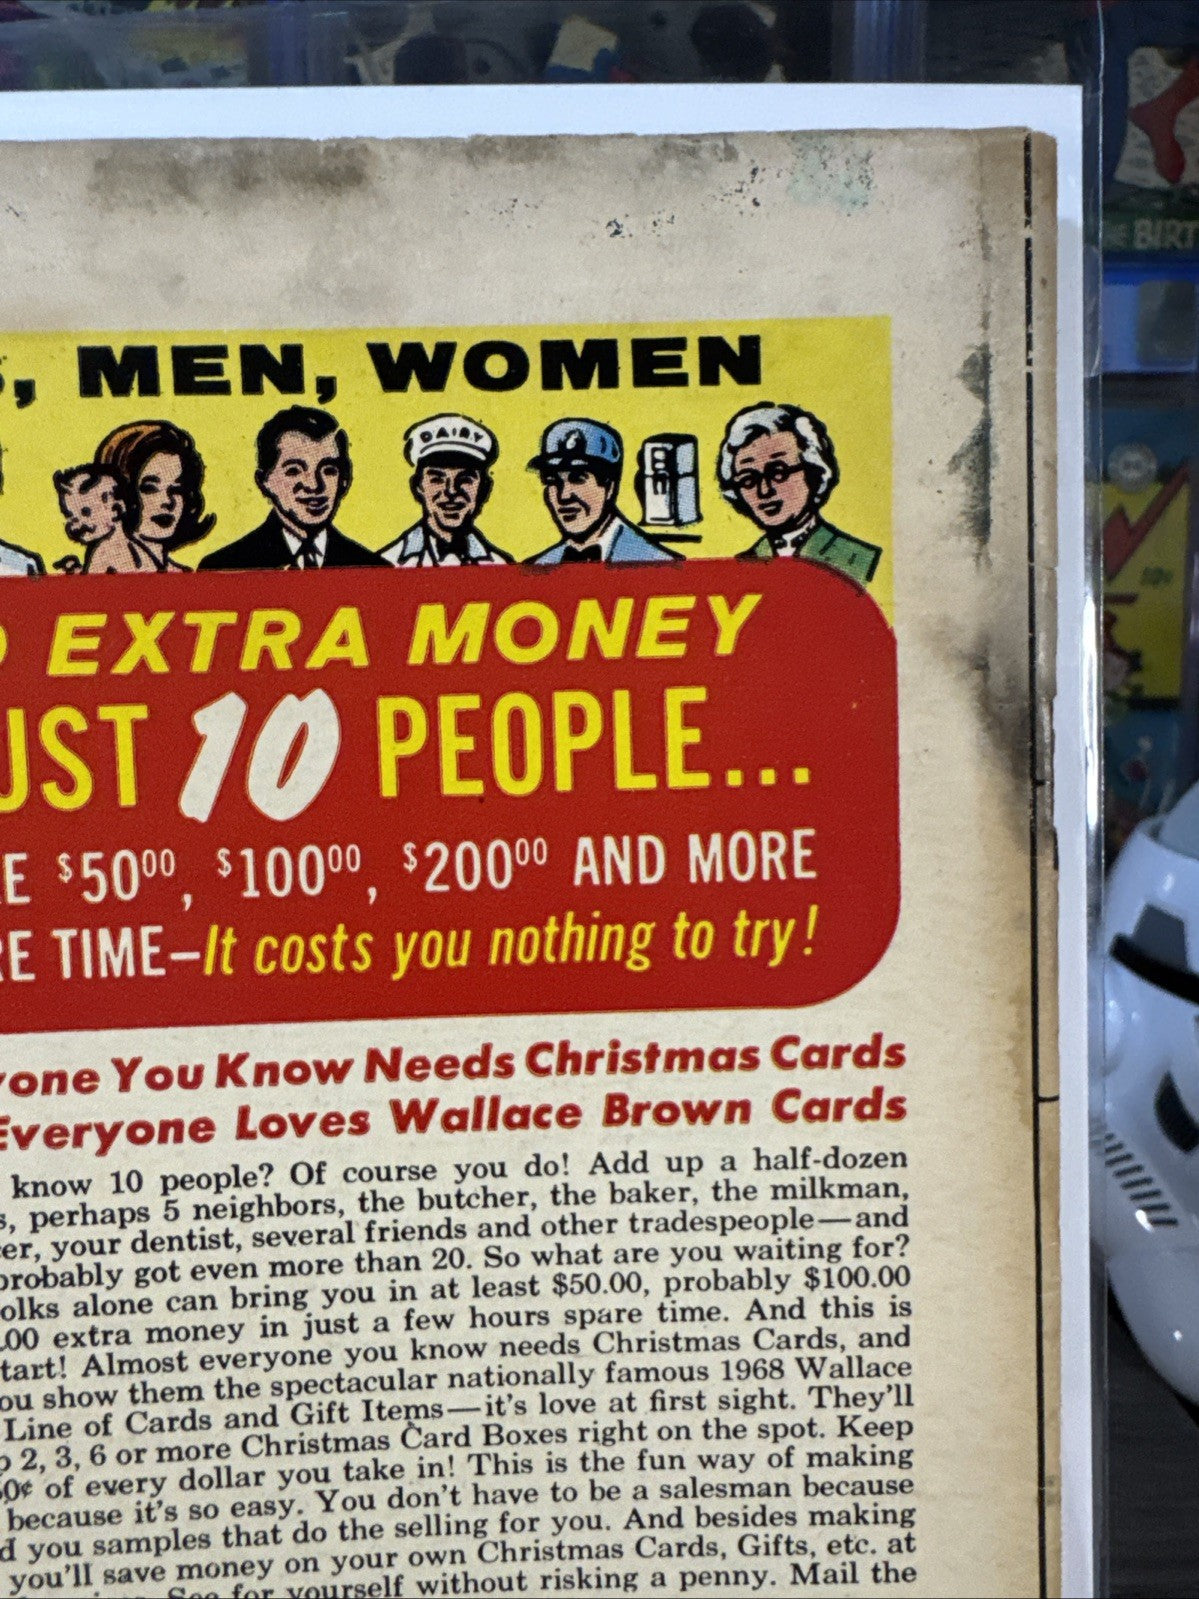 , MEN, WOMEN
DAIRY
EXTRA MONEY
UST 10 PEOPLE...
E $50⁰⁰, $100⁰⁰, $200⁰⁰ AND MORE
RE TIME—It costs you nothing to try!
yone You Know Needs Christmas Cards
Everyone Loves Wallace Brown Cards
know 10 people? Of course you do! Add up a half-dozen
s, perhaps 5 neighbors, the butcher, the baker, the milkman,
er, your dentist, several friends and other tradespeople—and
probably got even more than 20. So what are you waiting for?
olks alone can bring you in at least $50.00, probably $100.00
.00 extra money in just a few hours spare time. And this is
tart! Almost everyone you know needs Christmas Cards, and
ou show them the spectacular nationally famous 1968 Wallace
Line of Cards and Gift Items—it's love at first sight. They'll
2, 3, 6 or more Christmas Card Boxes right on the spot. Keep
0¢ of every dollar you take in! This is the fun way of making
because it's so easy. You don't have to be a salesman because
d you samples that do the selling for you. And besides making
you'll save money on your own Christmas Cards, Gifts, etc. at
See for yourself without risking a penny. Mail the
BIRT